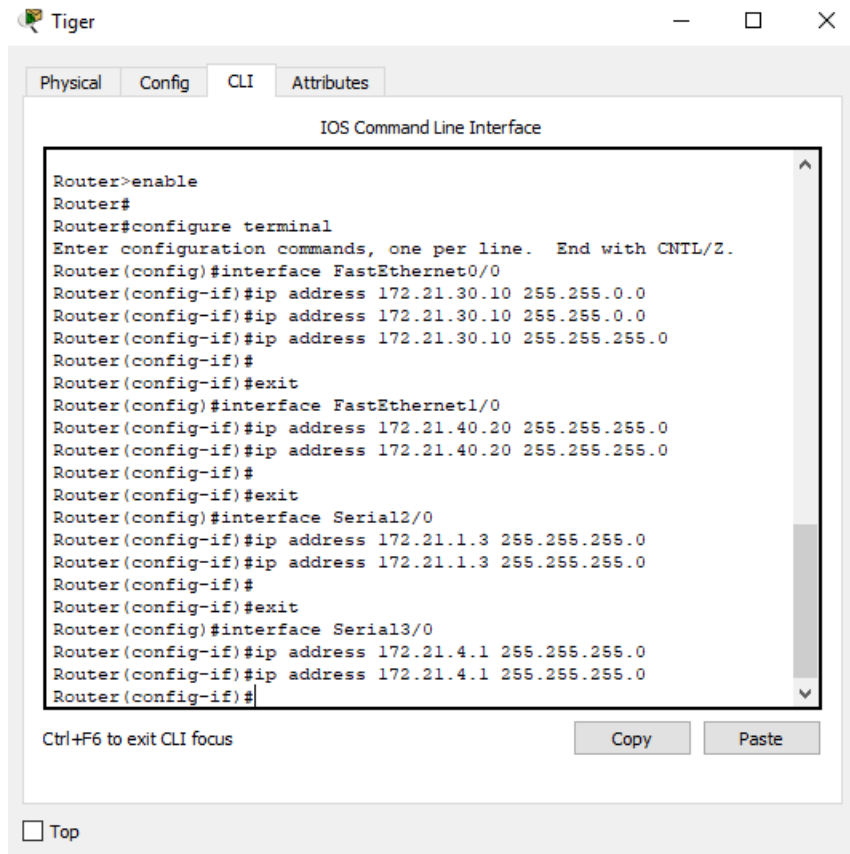 Tiger
Physical Config CLI Attributes
IOS Command Line Interface
Router>enable
Router#
Router#configure terminal
Enter configuration commands, one per line.  End with CNTL/Z.
Router(config)#interface FastEthernet0/0
Router(config-if)#ip address 172.21.30.10 255.255.0.0
Router(config-if)#ip address 172.21.30.10 255.255.0.0
Router(config-if)#ip address 172.21.30.10 255.255.255.0
Router(config-if)#
Router(config-if)#exit
Router(config)#interface FastEthernet1/0
Router(config-if)#ip address 172.21.40.20 255.255.255.0
Router(config-if)#ip address 172.21.40.20 255.255.255.0
Router(config-if)#
Router(config-if)#exit
Router(config)#interface Serial2/0
Router(config-if)#ip address 172.21.1.3 255.255.255.0
Router(config-if)#ip address 172.21.1.3 255.255.255.0
Router(config-if)#
Router(config-if)#exit
Router(config)#interface Serial3/0
Router(config-if)#ip address 172.21.4.1 255.255.255.0
Router(config-if)#ip address 172.21.4.1 255.255.255.0
Router(config-if)#
Ctrl+F6 to exit CLI focus Copy Paste
Top